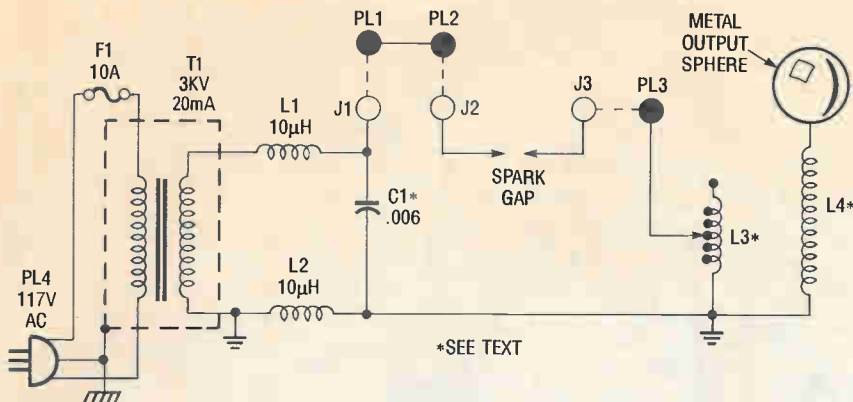 PL1
PL2
F1
10A
T1
3KV
20mA
L1
10µH
J1
J2
J3
PL3
METAL
OUTPUT
SPHERE
SPARK
GAP
C1*
.006
L3*
L4*
L2
10µH
PL4
117V
AC
*SEE TEXT